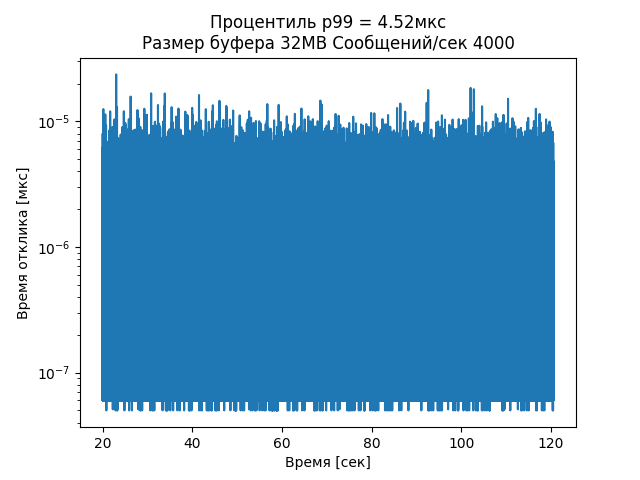 Процентиль p99 = 4.52мкс
Размер буфера 32MB Сообщений/сек 4000
Время отклика [мкс]
10⁻⁵
10⁻⁶
10⁻⁷
20 40 60 80 100 120
Время [сек]